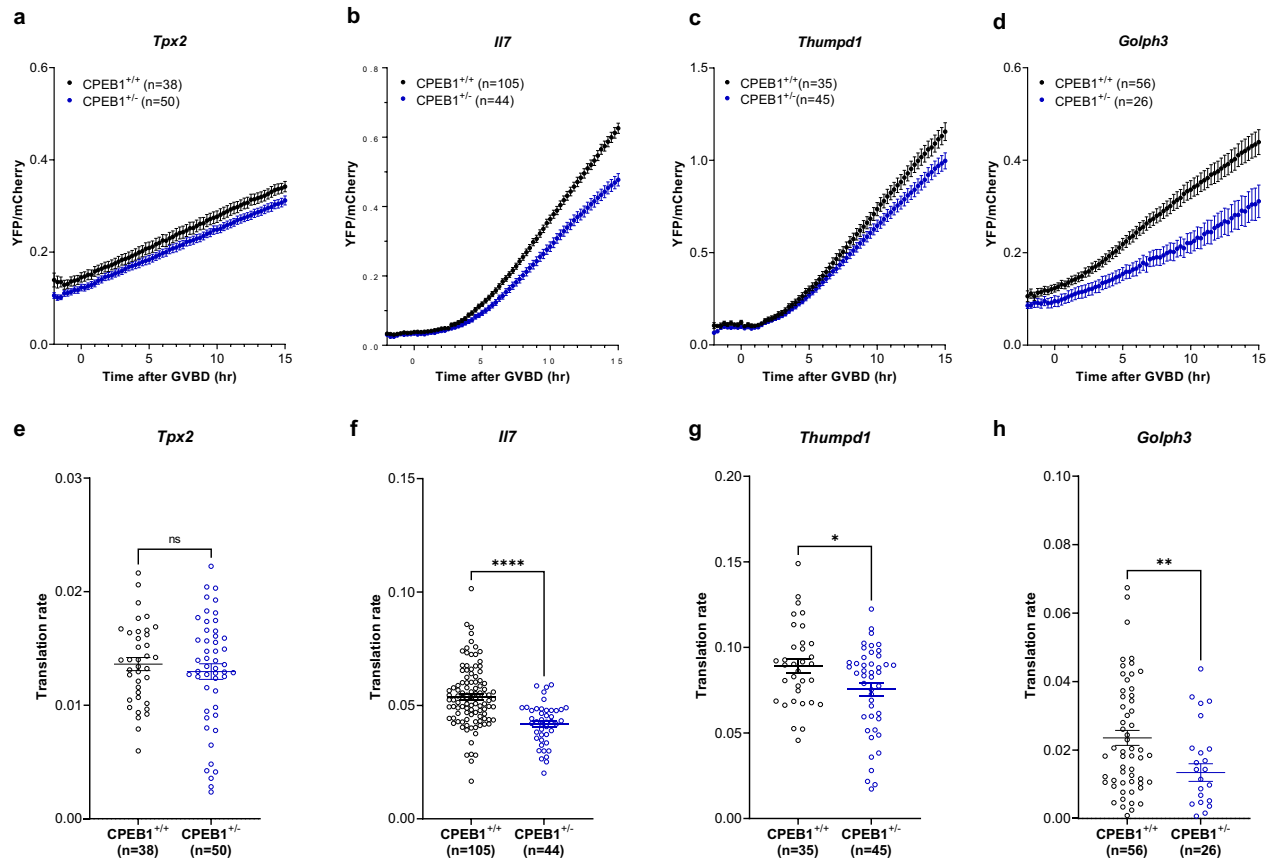 a
Tpx2
0.6
0.4
0.2
0.0
YFP/mCherry
CPEB1+/+ (n=38)
CPEB1+/- (n=50)
0
5
10
15
Time after GVBD (hr)
b
Il7
0.8
0.6
0.4
0.2
0.0
YFP/mCherry
CPEB1+/+ (n=105)
CPEB1+/- (n=44)
0
5
10
15
Time after GVBD (hr)
c
Thumpd1
1.5
1.0
0.5
0.0
YFP/mCherry
CPEB1+/+(n=35)
CPEB1+/-(n=45)
0
5
10
15
Time after GVBD (hr)
d
Golph3
0.6
0.4
0.2
0.0
YFP/mCherry
CPEB1+/+ (n=56)
CPEB1+/- (n=26)
0
5
10
15
Time after GVBD (hr)
e
Tpx2
0.03
0.02
0.01
0.00
Translation rate
ns
CPEB1+/+
(n=38)
CPEB1+/-
(n=50)
f
Il7
0.15
0.10
0.05
0.00
Translation rate
****
CPEB1+/+
(n=105)
CPEB1+/-
(n=44)
g
Thumpd1
0.20
0.15
0.10
0.05
0.00
Translation rate
*
CPEB1+/+
(n=35)
CPEB1+/-
(n=45)
h
Golph3
0.10
0.08
0.06
0.04
0.02
0.00
Translation rate
**
CPEB1+/+
(n=56)
CPEB1+/-
(n=26)